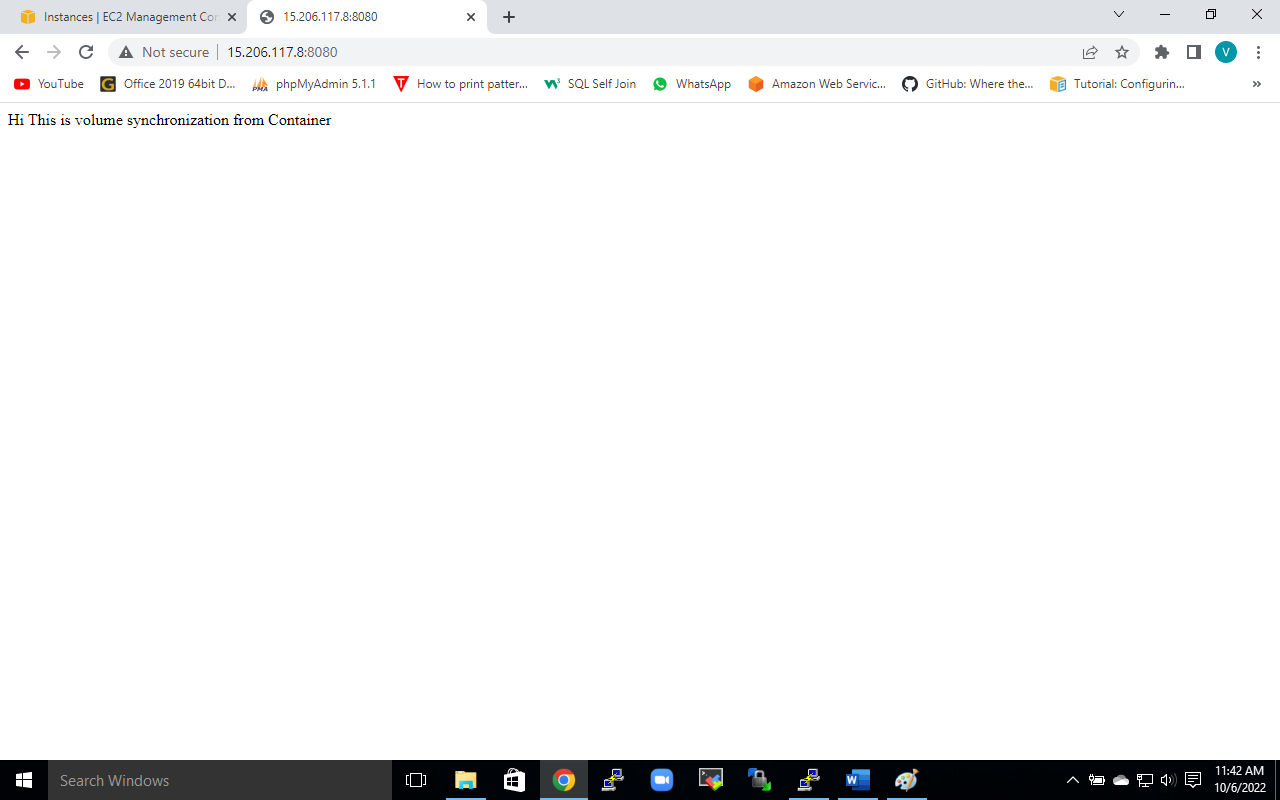 Instances | EC2 Management Con
15.206.117.8:8080
Not secure 15.206.117.8:8080
V
YouTube
Office 2019 64bit D...
phpMyAdmin 5.1.1
How to print patter...
SQL Self Join
WhatsApp
Amazon Web Servic...
GitHub: Where the...
Tutorial: Configurin...
Hi This is volume synchronization from Container
Search Windows
11:42 AM
10/6/2022